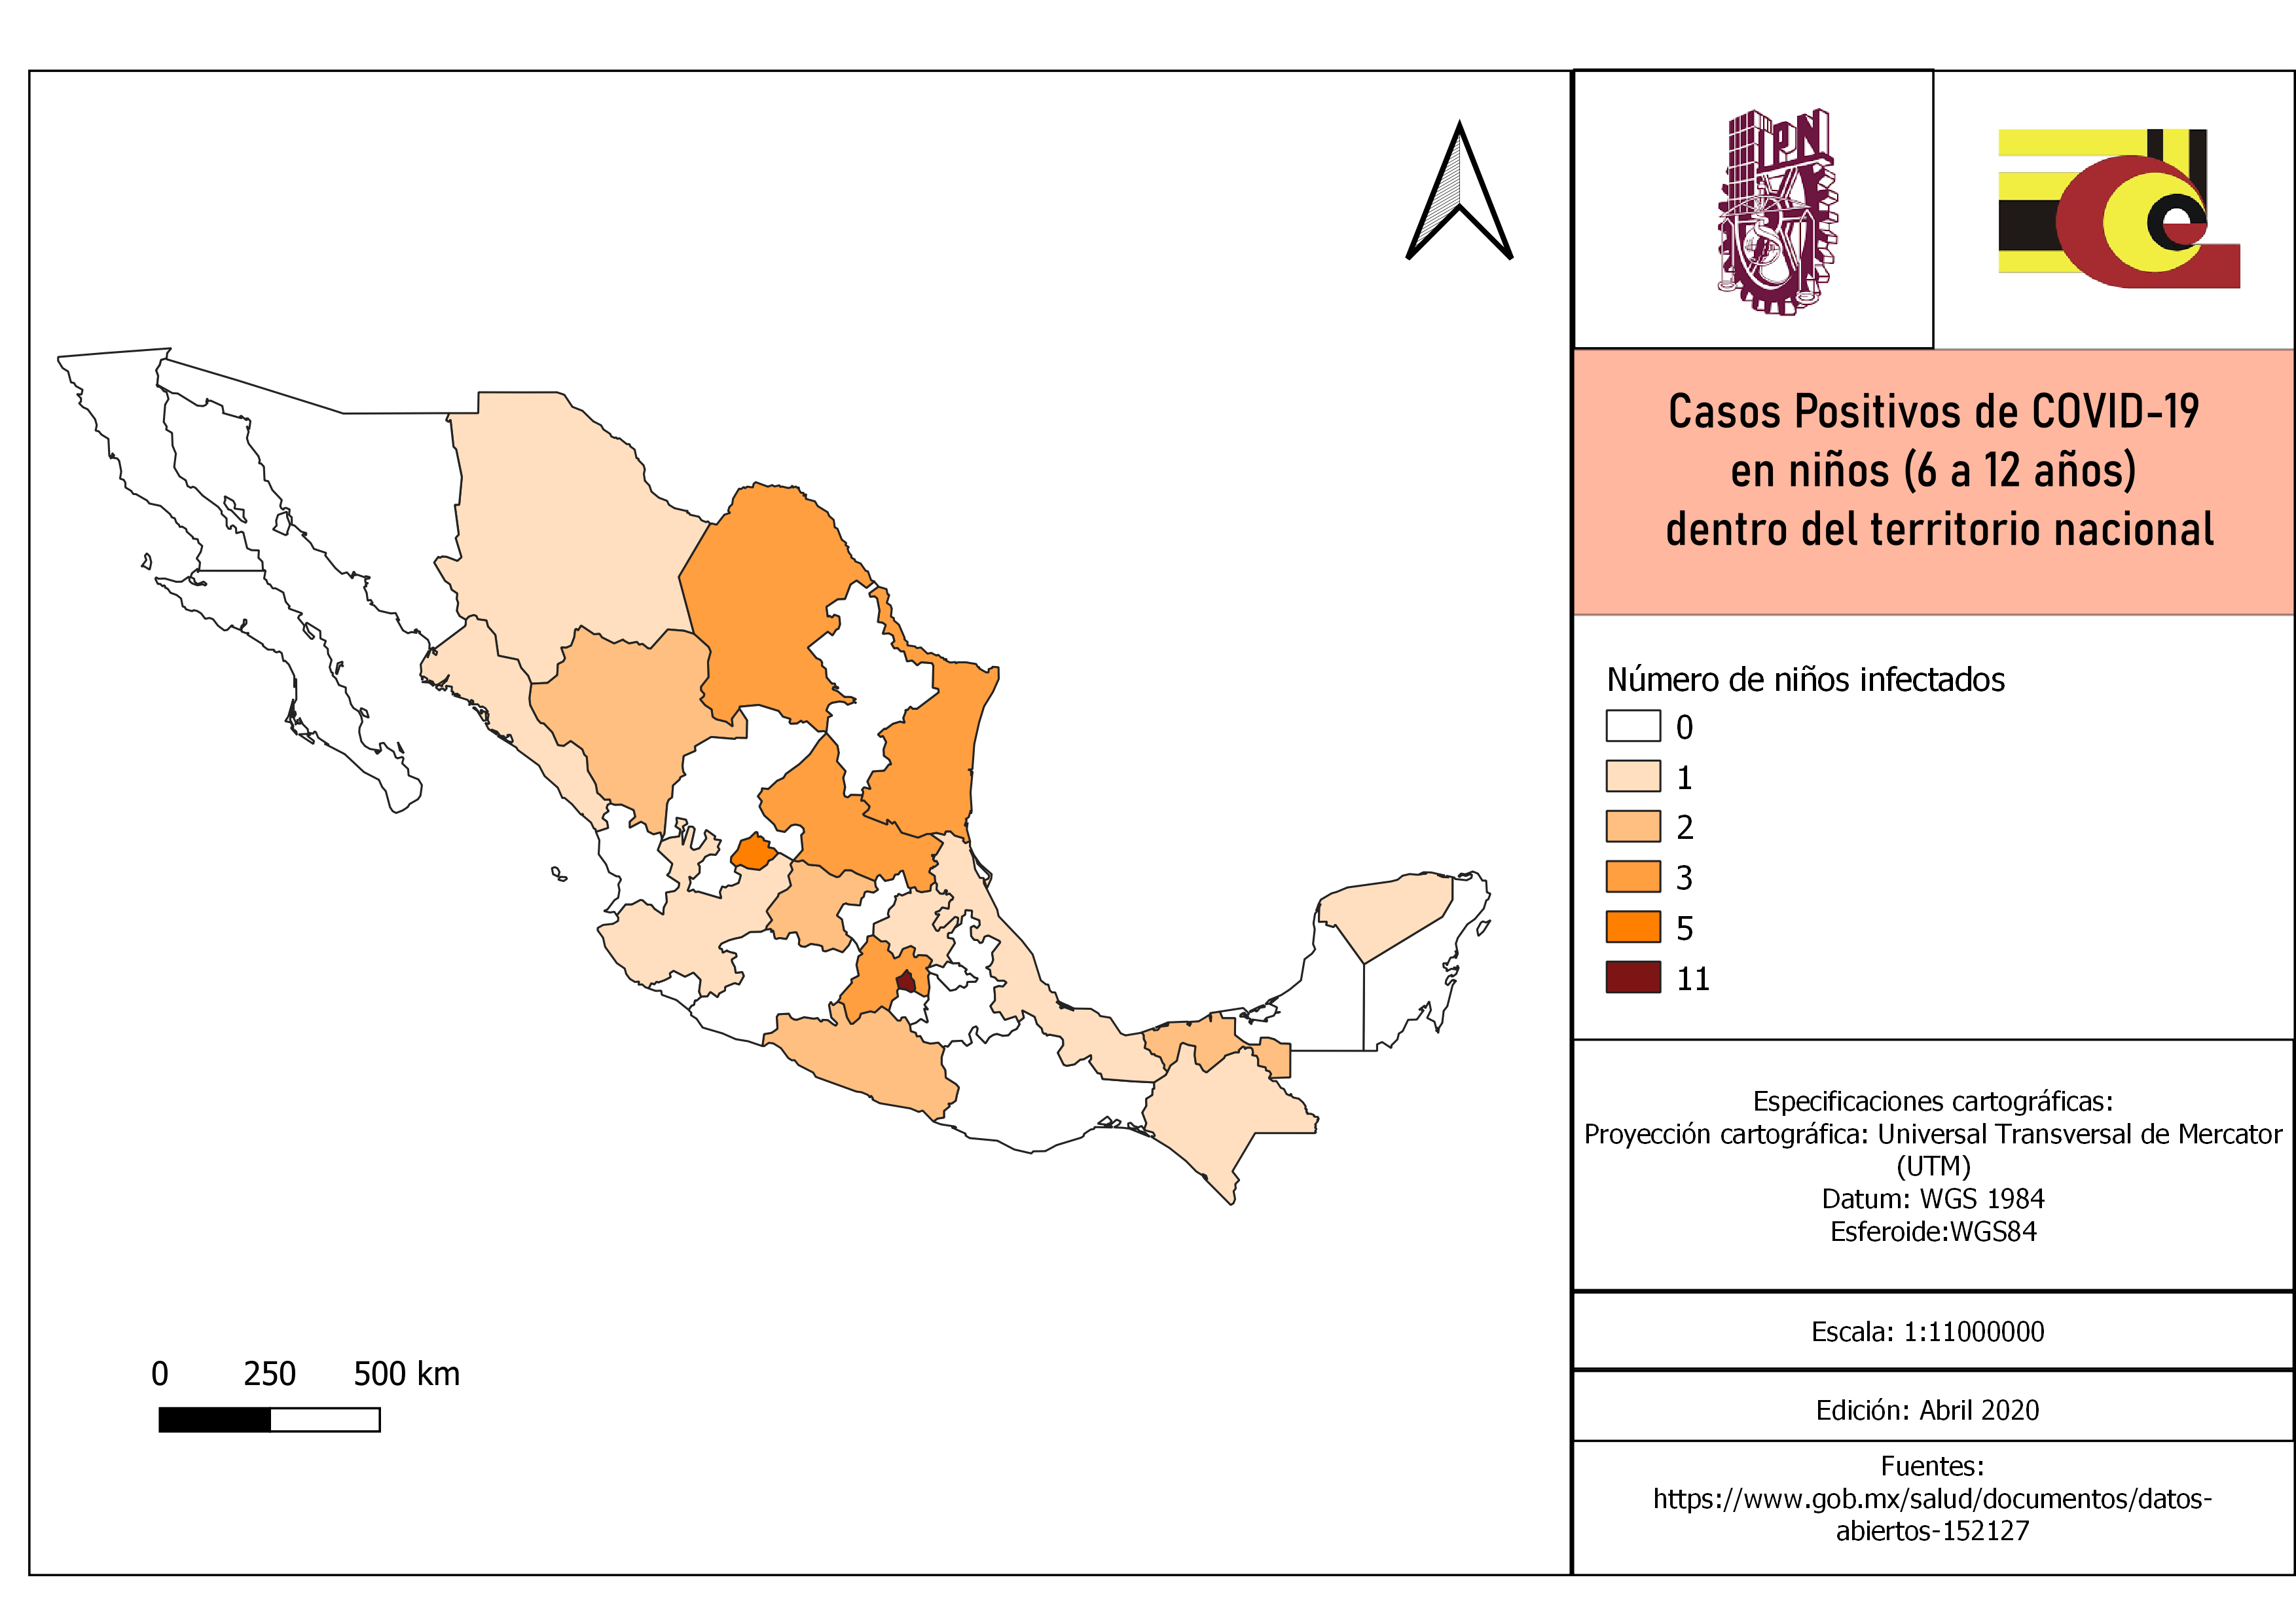 IPN
Casos Positivos de COVID-19
en niños (6 a 12 años)
dentro del territorio nacional
Número de niños infectados
0
1
2
3
5
11
Especificaciones cartográficas:
Proyección cartográfica: Universal Transversal de Mercator
(UTM)
Datum: WGS 1984
Esferoide:WGS84
Escala: 1:11000000
Edición: Abril 2020
Fuentes:
https://www.gob.mx/salud/documentos/datos-
abiertos-152127
0 250 500 km